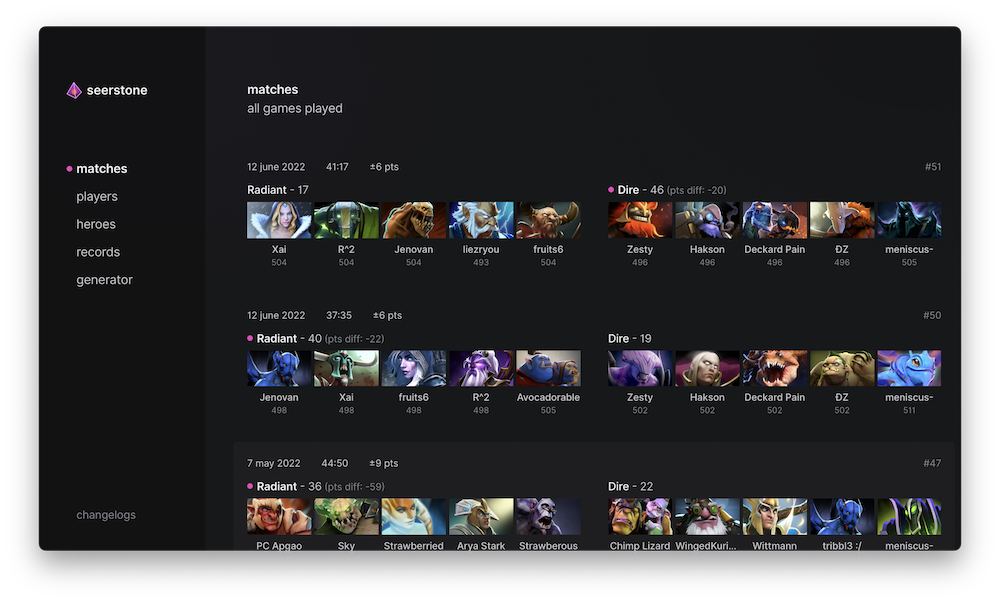 seerstone
matches
players
heroes
records
generator
changelogs
matches
all games played
12 june 2022 41:17 ±6 pts #51
Radiant - 17 Dire - 46 (pts diff: -20)
Xai R^2 Jenovan liezryou fruits6 Zesty Hakson Deckard Pain ĐZ meniscus-
504 504 504 493 504 496 496 496 496 505
12 june 2022 37:35 ±6 pts #50
Radiant - 40 (pts diff: -22) Dire - 19
Jenovan Xai fruits6 R^2 Avocadorable Zesty Hakson Deckard Pain ĐZ meniscus-
498 498 498 498 505 502 502 502 502 511
7 may 2022 44:50 ±9 pts #47
Radiant - 36 (pts diff: -59) Dire - 22
PC Apgao Sky Strawberried Arya Stark Strawberous Chimp Lizard WingedKuri... Wittmann tribbl3 :/ meniscus-